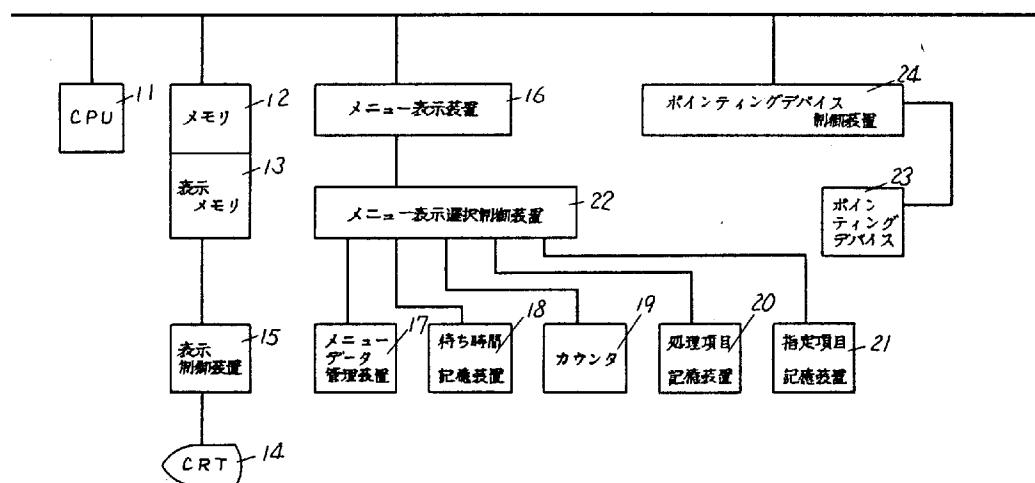 CPU
11
メモリ
12
表示
メモリ
13
メニュー表示装置
16
ポインティングデバイス
制御装置
24
ポイン
ティング
デバイス
23
メニュー表示選択制御装置
22
表示
制御装置
15
メニュー
データ
管理装置
17
待ち時間
記憶装置
18
カウンタ
19
処理項目
記憶装置
20
指定項目
記憶装置
21
CRT
14